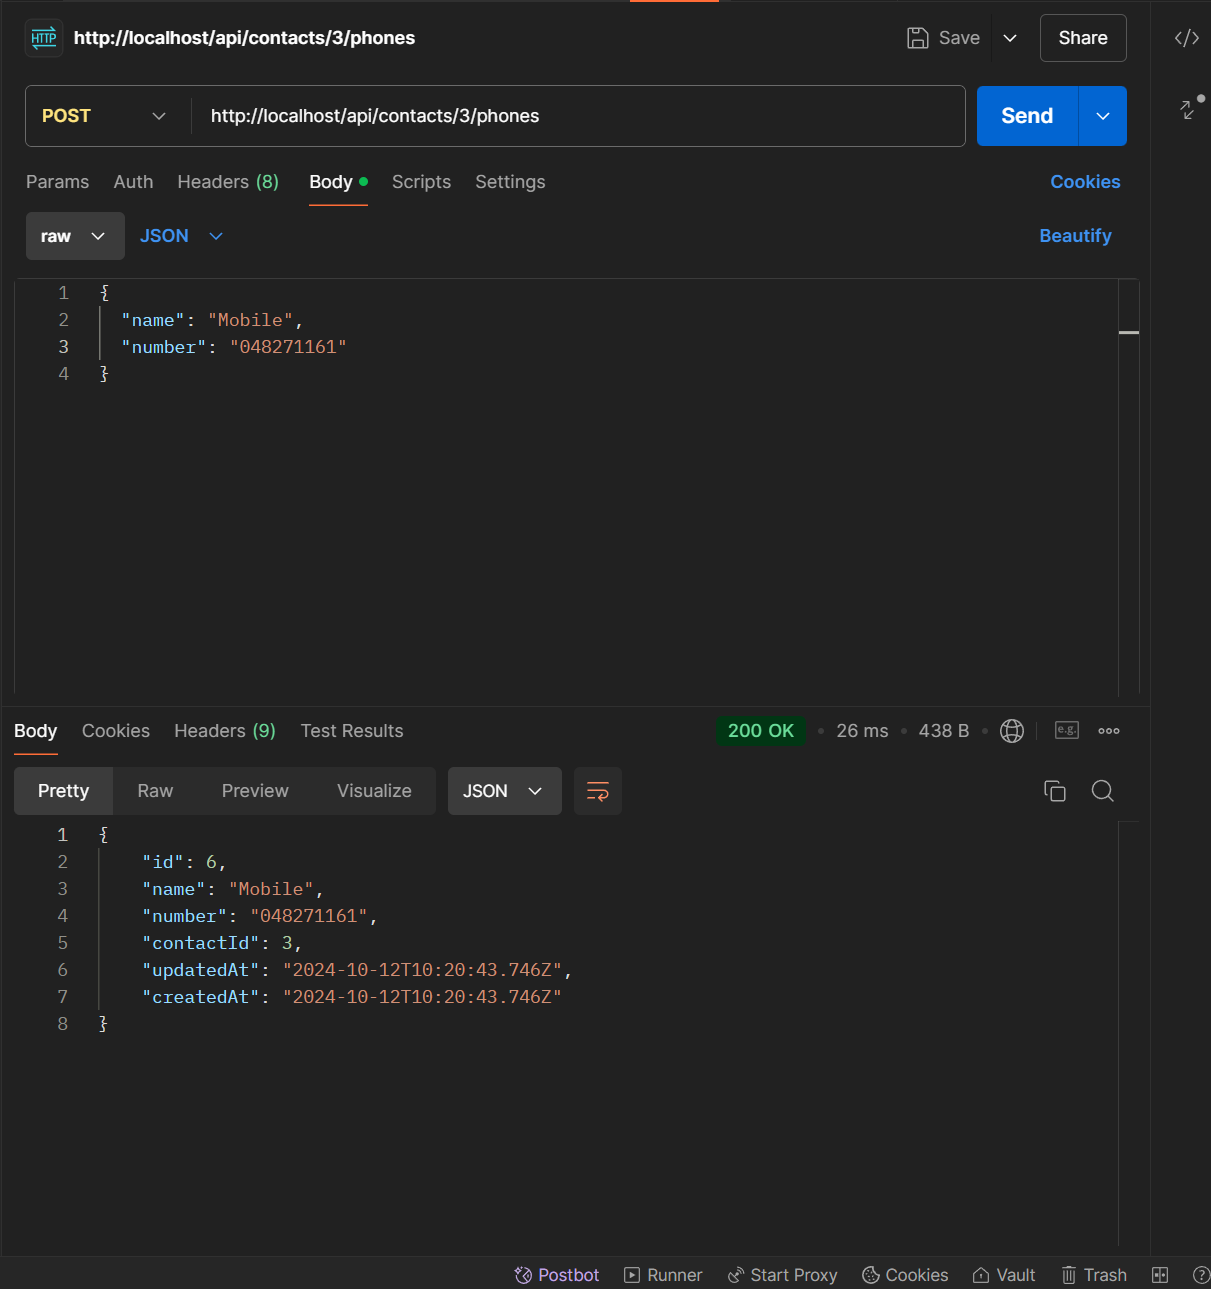 HTTP http://localhost/api/contacts/3/phones Save Share </>
POST http://localhost/api/contacts/3/phones Send
Params Auth Headers (8) Body Scripts Settings Cookies
raw JSON Beautify
1 {
2 "name": "Mobile",
3 "number": "048271161"
4 }
Body Cookies Headers (9) Test Results 200 OK • 26 ms • 438 B • e.g.
Pretty Raw Preview Visualize JSON
1 {
2 "id": 6,
3 "name": "Mobile",
4 "number": "048271161",
5 "contactId": 3,
6 "updatedAt": "2024-10-12T10:20:43.746Z",
7 "createdAt": "2024-10-12T10:20:43.746Z"
8 }
Postbot Runner Start Proxy Cookies Vault Trash ?